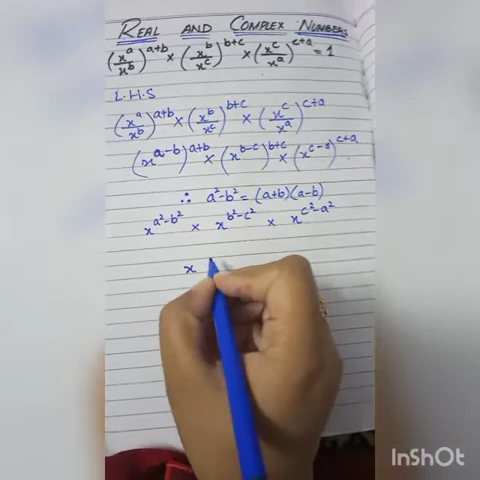 REAL AND COMPLEX NUMBERS
(x^a/x^b)^{a+b} × (x^b/x^c)^{b+c} × (x^c/x^a)^{c+a} = 1
L.H.S
(x^a/x^b)^{a+b} × (x^b/x^c)^{b+c} × (x^c/x^a)^{c+a}
(x^{a-b})^{a+b} × (x^{b-c})^{b+c} × (x^{c-a})^{c+a}
∴ a²-b² = (a+b)(a-b)
x^{a²-b²} × x^{b²-c²} × x^{c²-a²}
x
InShOt